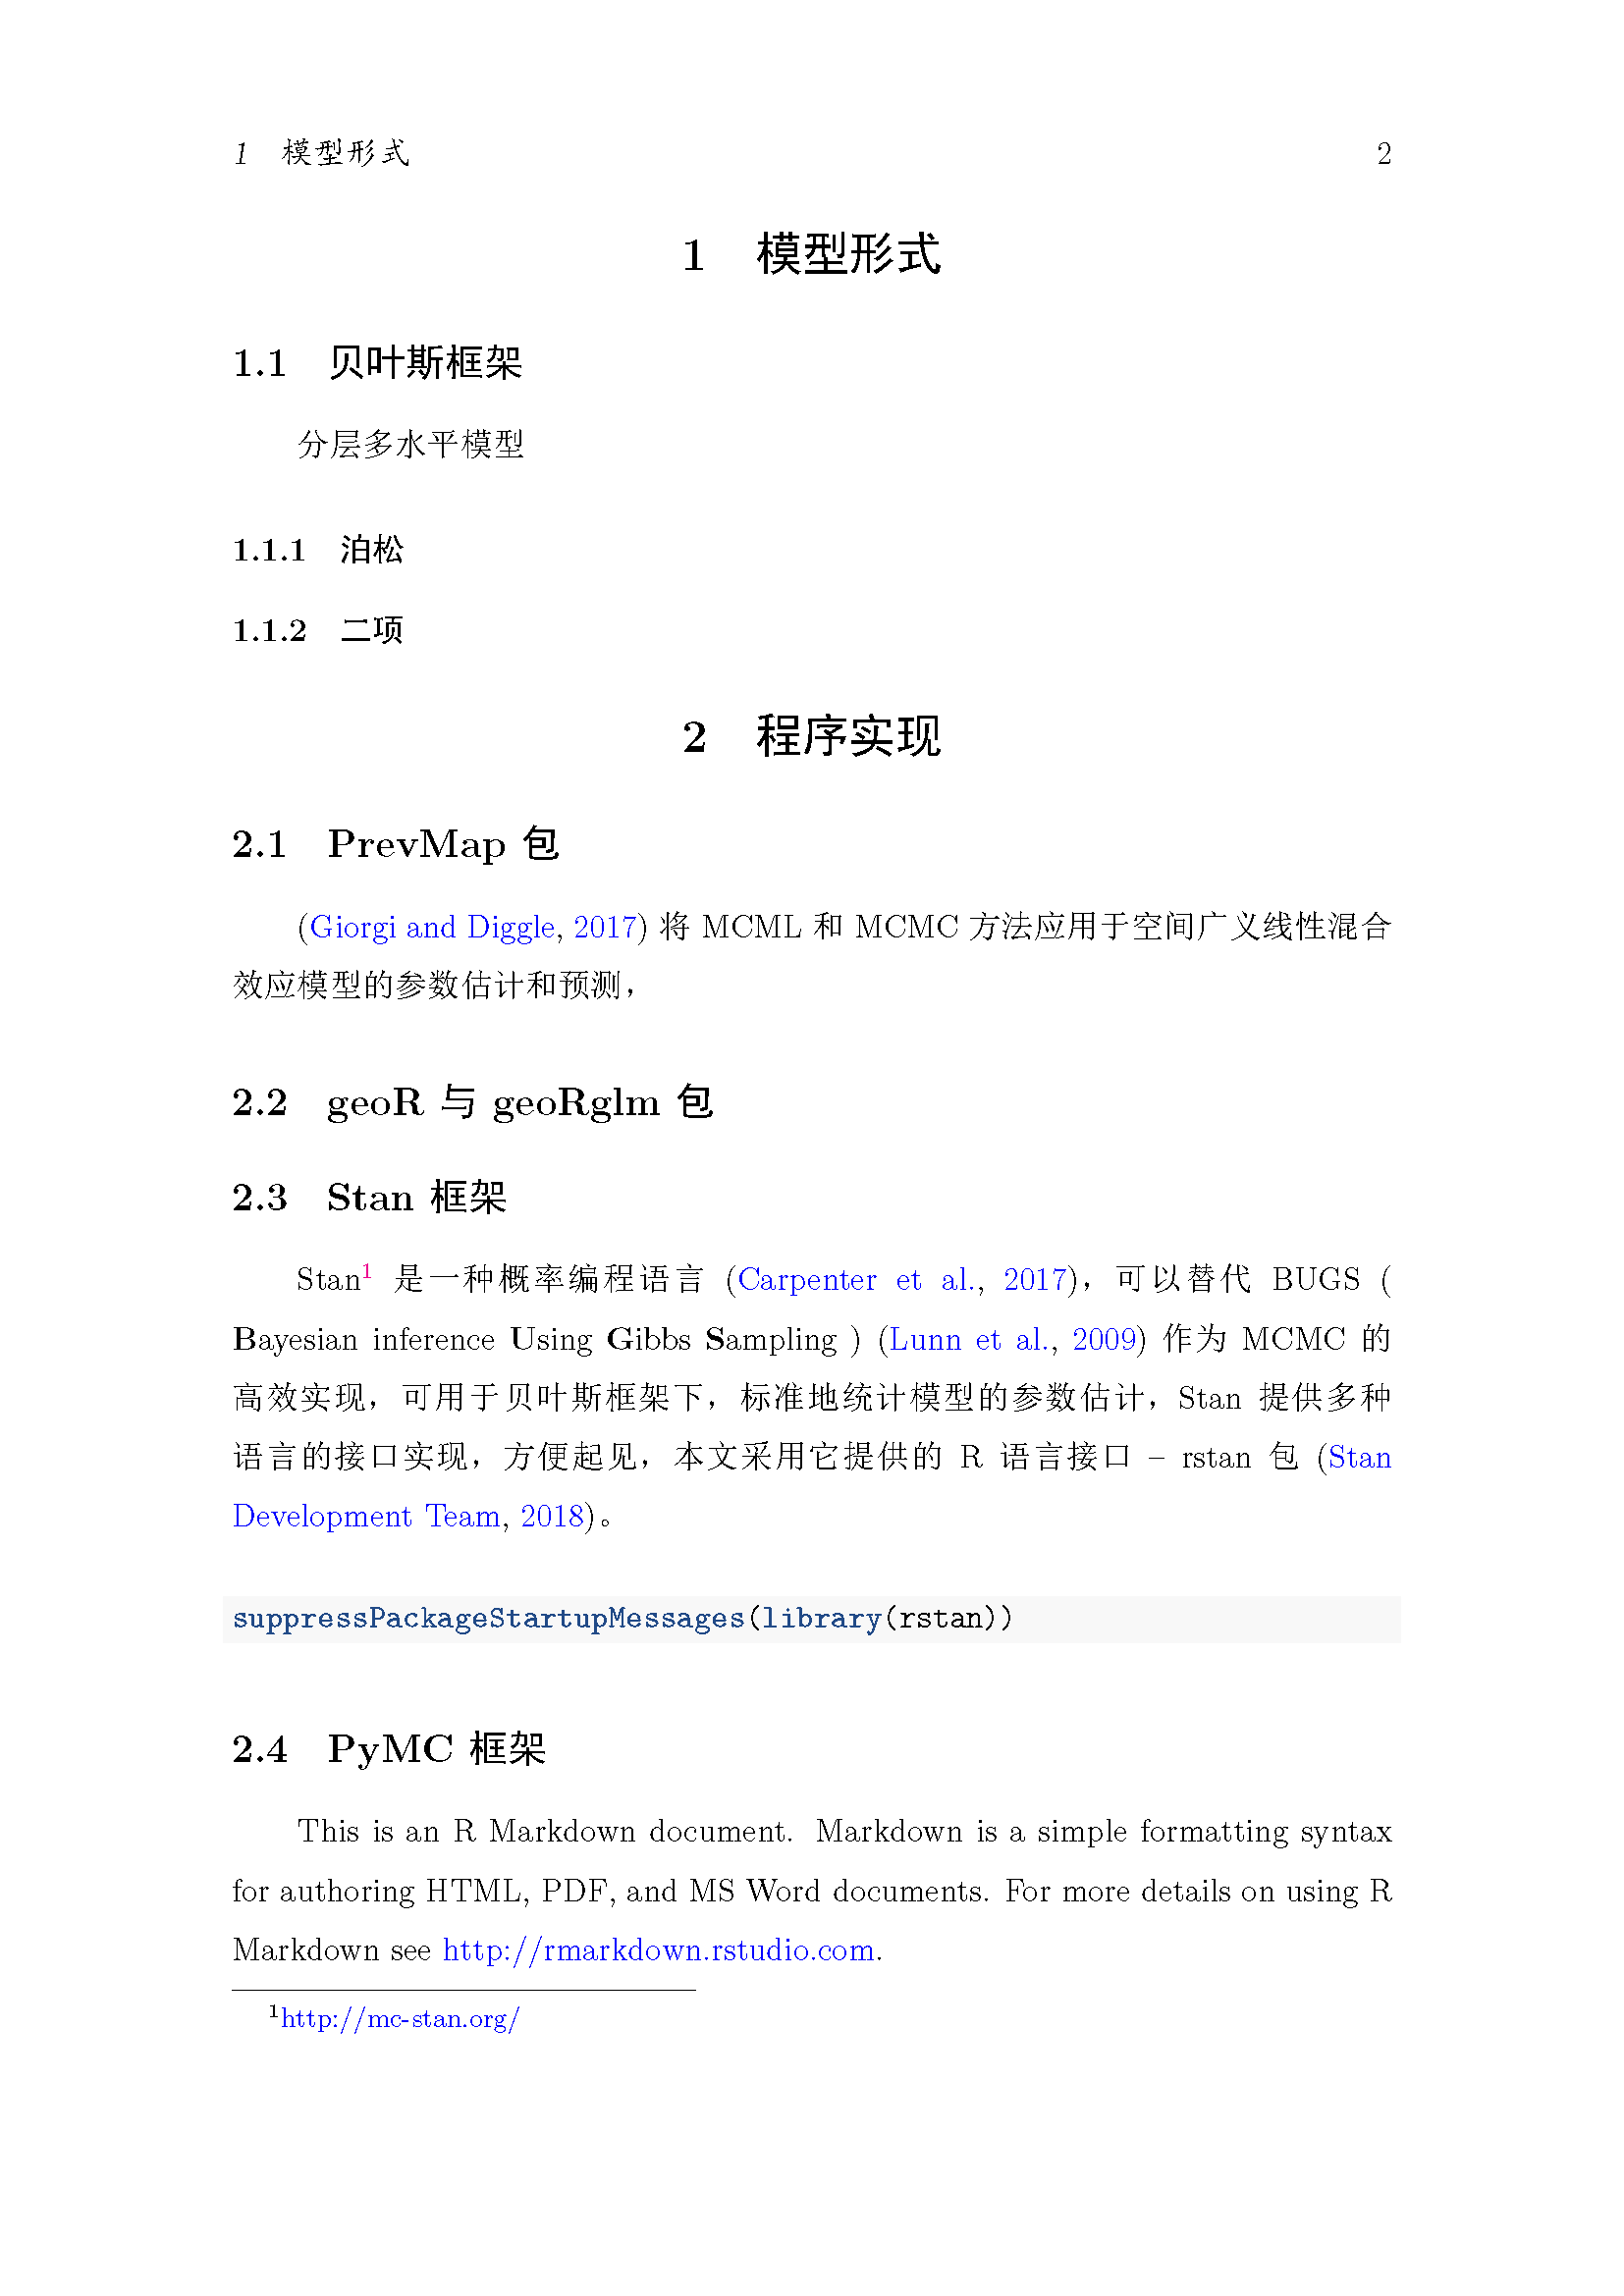 1 模型形式 2
1 模型形式
1.1 贝叶斯框架
分层多水平模型
1.1.1 泊松
1.1.2 二项
2 程序实现
2.1 PrevMap 包
(Giorgi and Diggle, 2017) 将 MCML 和 MCMC 方法应用于空间广义线性混合
效应模型的参数估计和预测，
2.2 geoR 与 geoRglm 包
2.3 Stan 框架
Stan1 是一种概率编程语言 (Carpenter et al., 2017)，可以替代 BUGS (
Bayesian inference Using Gibbs Sampling ) (Lunn et al., 2009) 作为 MCMC 的
高效实现，可用于贝叶斯框架下，标准地统计模型的参数估计，Stan 提供多种
语言的接口实现，方便起见，本文采用它提供的 R 语言接口 – rstan 包 (Stan
Development Team, 2018)。
suppressPackageStartupMessages(library(rstan))
2.4 PyMC 框架
This is an R Markdown document. Markdown is a simple formatting syntax
for authoring HTML, PDF, and MS Word documents. For more details on using R
Markdown see http://rmarkdown.rstudio.com.
1http://mc-stan.org/